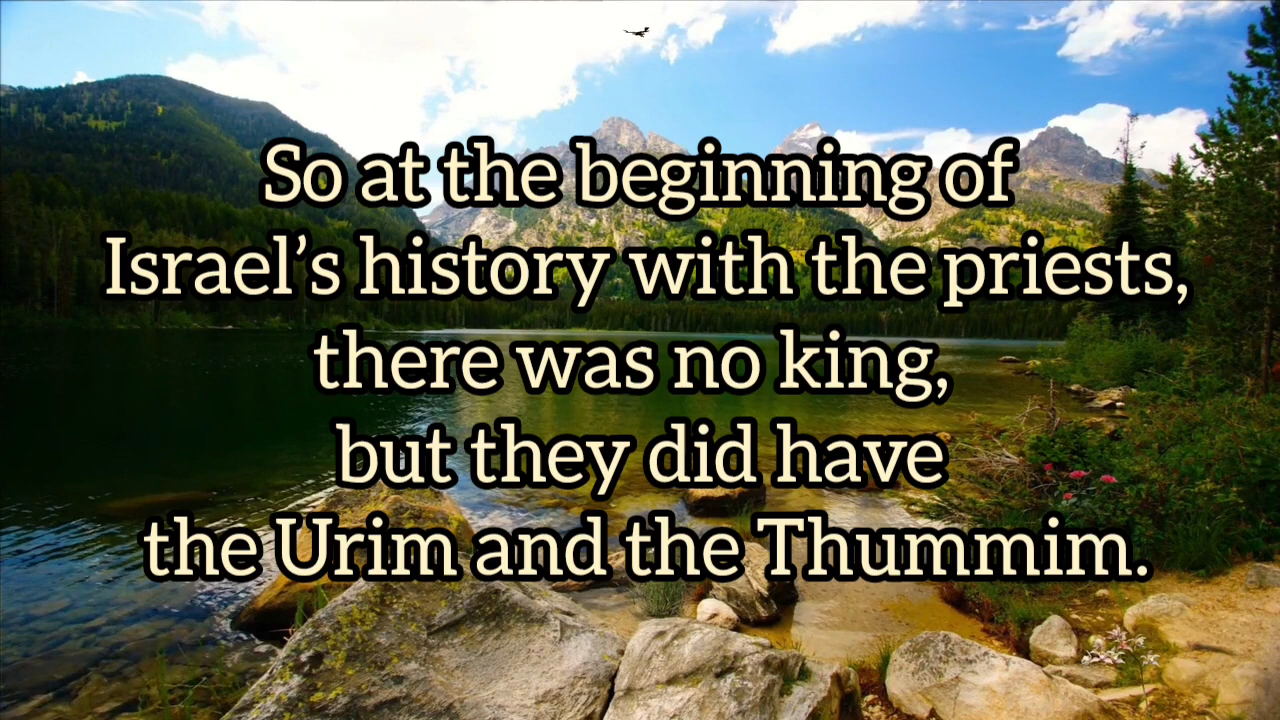 So at the beginning of
Israel’s history with the priests,
there was no king,
but they did have
the Urim and the Thummim.